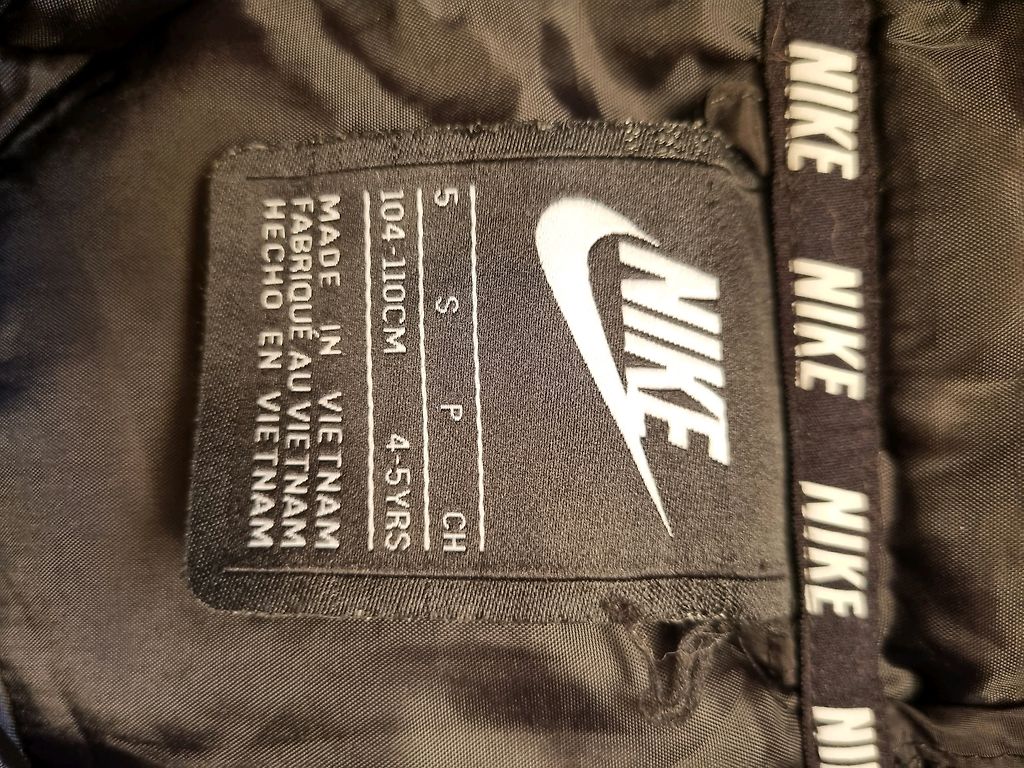 NIKE
5 S P CH
104-110CM 4-5YRS
MADE IN VIETNAM
FABRIQUÉ AU VIETNAM
HECHO EN VIETNAM
NIKE
NIKE
NIKE
NI